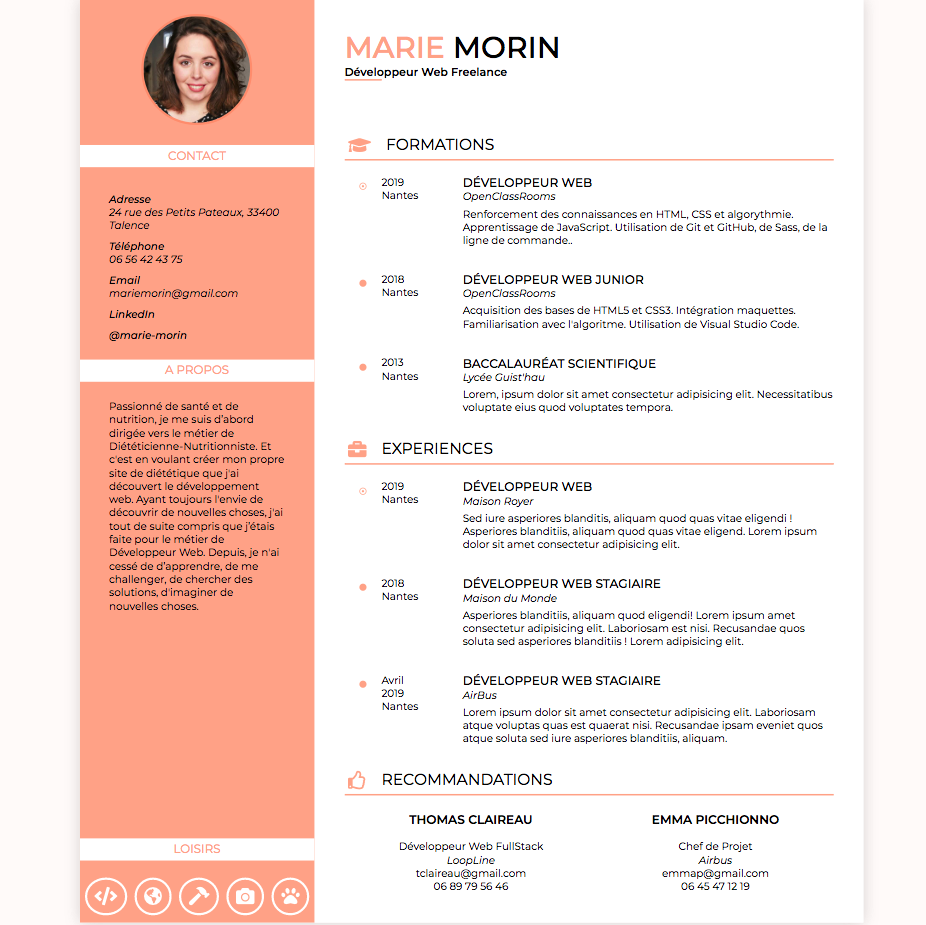 MARIE MORIN
Développeur Web Freelance
CONTACT
Adresse
24 rue des Petits Pateaux, 33400
Talence
Téléphone
06 56 42 43 75
Email
mariemorin@gmail.com
LinkedIn
@marie-morin
A PROPOS
Passionné de santé et de
nutrition, je me suis d'abord
dirigée vers le métier de
Diététicienne-Nutritionniste. Et
c'est en voulant créer mon propre
site de diététique que j'ai
découvert le développement
web. Ayant toujours l'envie de
découvrir de nouvelles choses, j'ai
tout de suite compris que j'étais
faite pour le métier de
Développeur Web. Depuis, je n'ai
cessé de d'apprendre, de me
challenger, de chercher des
solutions, d'imaginer de
nouvelles choses.
LOISIRS
FORMATIONS
2019
Nantes
DÉVELOPPEUR WEB
OpenClassRooms
Renforcement des connaissances en HTML, CSS et algorythmie.
Apprentissage de JavaScript. Utilisation de Git et GitHub, de Sass, de la
ligne de commande..
2018
Nantes
DÉVELOPPEUR WEB JUNIOR
OpenClassRooms
Acquisition des bases de HTML5 et CSS3. Intégration maquettes.
Familiarisation avec l'algoritme. Utilisation de Visual Studio Code.
2013
Nantes
BACCALAURÉAT SCIENTIFIQUE
Lycée Guist'hau
Lorem, ipsum dolor sit amet consectetur adipisicing elit. Necessitatibus
voluptate eius quod voluptates tempora.
EXPERIENCES
2019
Nantes
DÉVELOPPEUR WEB
Maison Royer
Sed iure asperiores blanditis, aliquam quod quas vitae eligendi !
Asperiores blanditiis, aliquam quod quas vitae eligend. Lorem ipsum
dolor sit amet consectetur adipisicing elit.
2018
Nantes
DÉVELOPPEUR WEB STAGIAIRE
Maison du Monde
Asperiores blanditiis, aliquam quod eligendi! Lorem ipsum amet
consectetur adipisicing elit. Laboriosam est nisi. Recusandae quos
soluta sed asperiores blanditiis ! Lorem adipisicing elit.
Avril
2019
Nantes
DÉVELOPPEUR WEB STAGIAIRE
AirBus
Lorem ipsum dolor sit amet consectetur adipisicing elit. Laboriosam
atque voluptas quas est quaerat nisi. Recusandae ipsam eveniet quos
atque soluta sed iure asperiores blanditiis, aliquam.
RECOMMANDATIONS
THOMAS CLAIREAU
Développeur Web FullStack
LoopLine
tclaireau@gmail.com
06 89 79 56 46
EMMA PICCHIONNO
Chef de Projet
Airbus
emmap@gmail.com
06 45 47 12 19